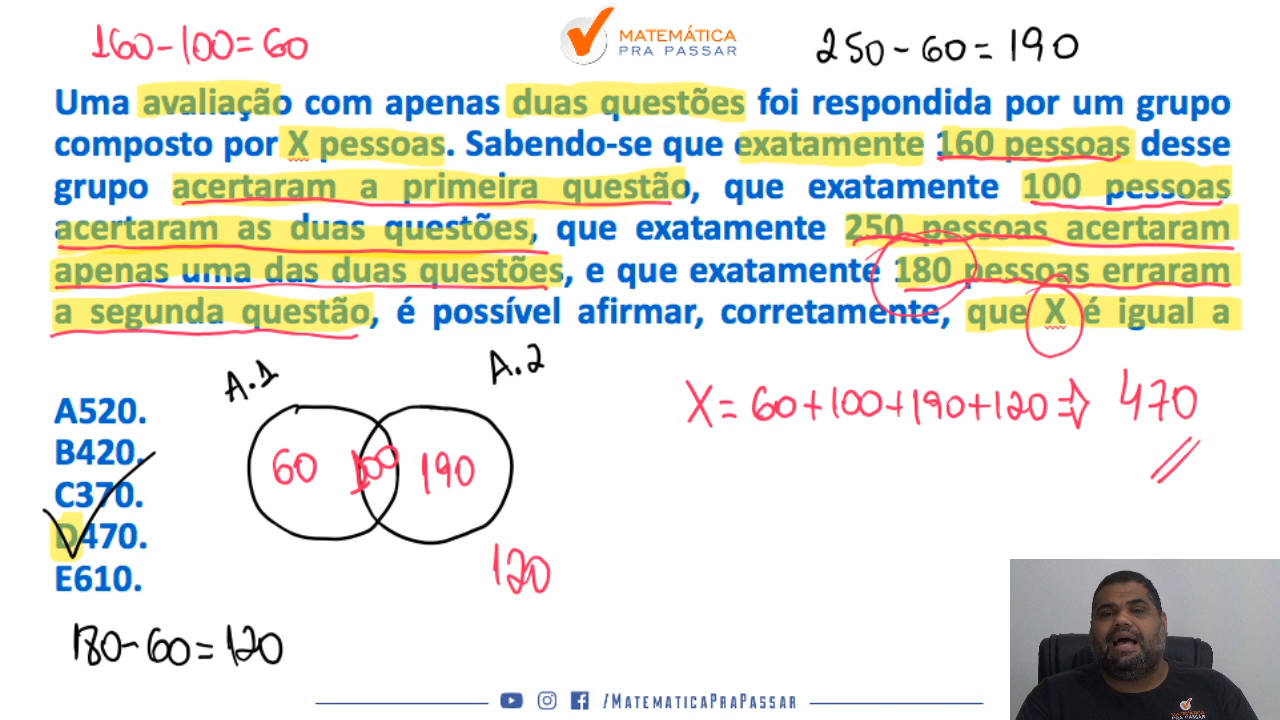 160-100=60
MATEMÁTICA
PRA PASSAR
250-60=190
Uma avaliação com apenas duas questões foi respondida por um grupo
composto por X pessoas. Sabendo-se que exatamente 160 pessoas desse
grupo acertaram a primeira questão, que exatamente 100 pessoas
acertaram as duas questões, que exatamente 250 pessoas acertaram
apenas uma das duas questões, e que exatamente 180 pessoas erraram
a segunda questão, é possível afirmar, corretamente, que X é igual a
A.1
A.2
A520.
B420.
C370.
D470.
E610.
60 100 190
120
X= 60+100+190+120 ⇒ 470
180-60=120
/MatematicaPraPassar
MATEMÁTICA
PRA PASSAR